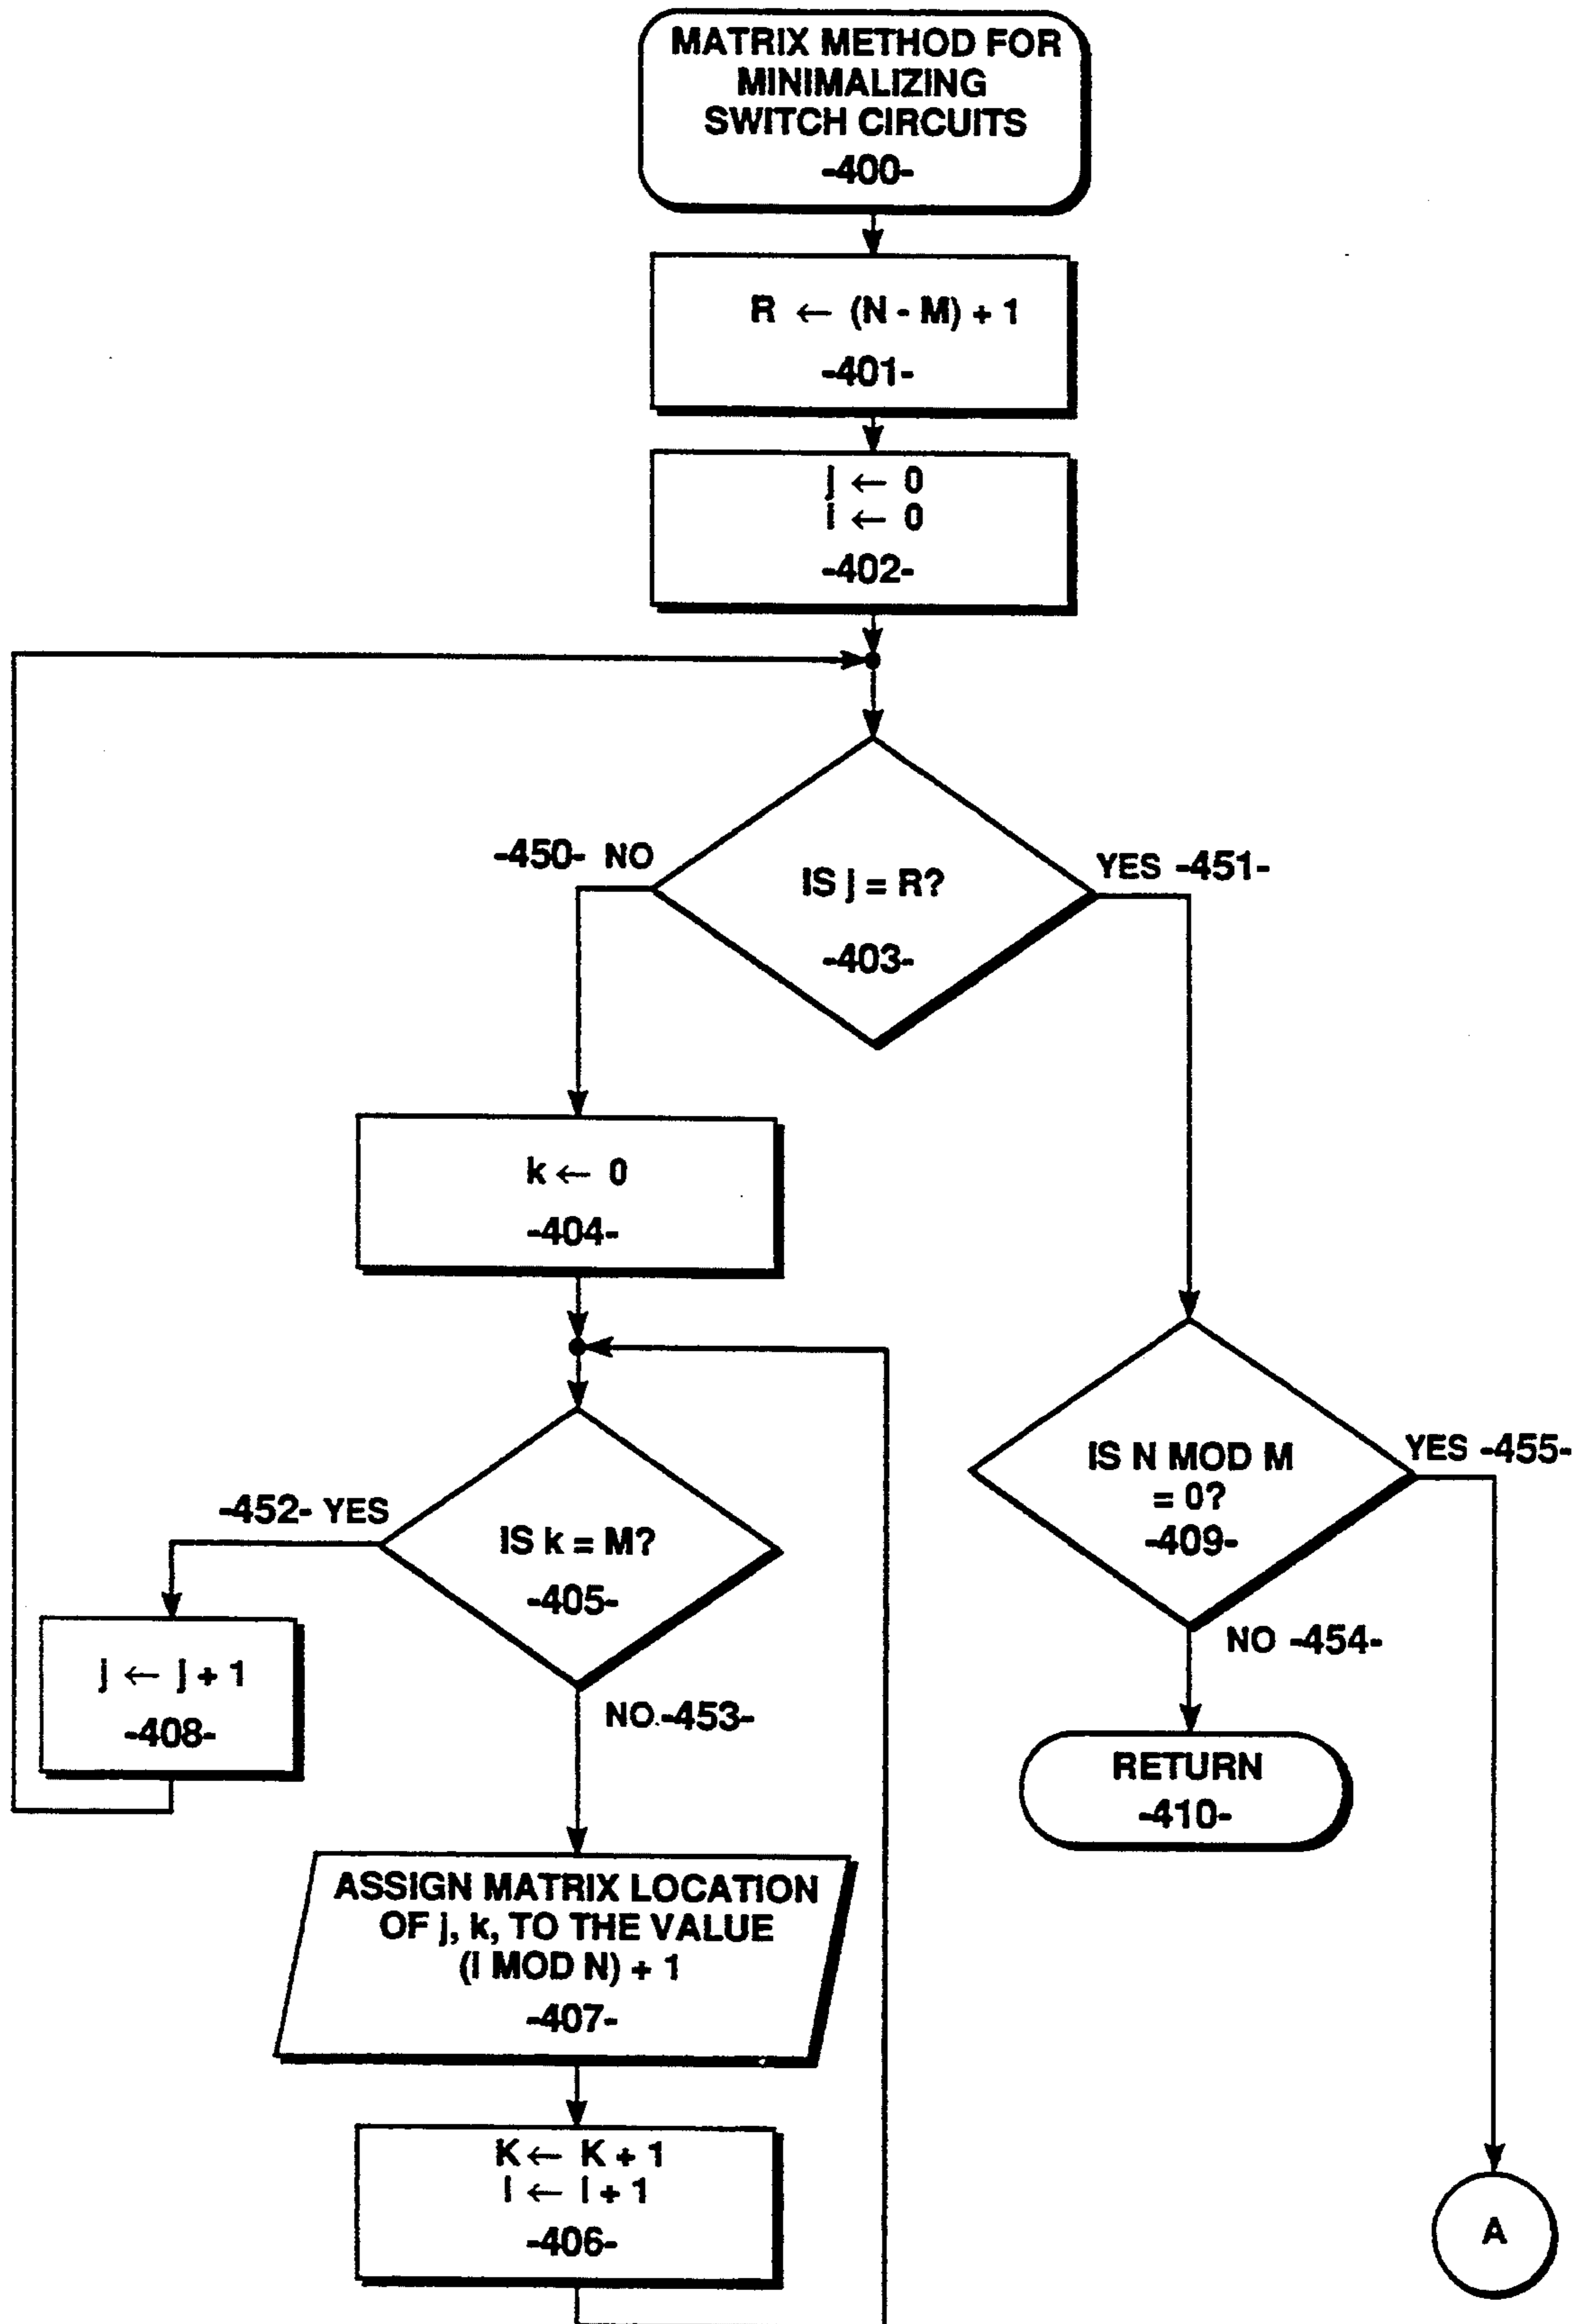 MATRIX METHOD FOR
MINIMALIZING
SWITCH CIRCUITS
-400-
R ← (N - M) + 1
-401-
j ← 0
i ← 0
-402-
-450- NO
IS j = R?
-403-
YES -451-
k ← 0
-404-
-452- YES
IS k = M?
-405-
NO -453-
j ← j + 1
-408-
IS N MOD M
= 0?
-409-
YES -455-
NO -454-
RETURN
-410-
ASSIGN MATRIX LOCATION
OF j, k, TO THE VALUE
(I MOD N) + 1
-407-
K ← K + 1
I ← I + 1
-406-
A